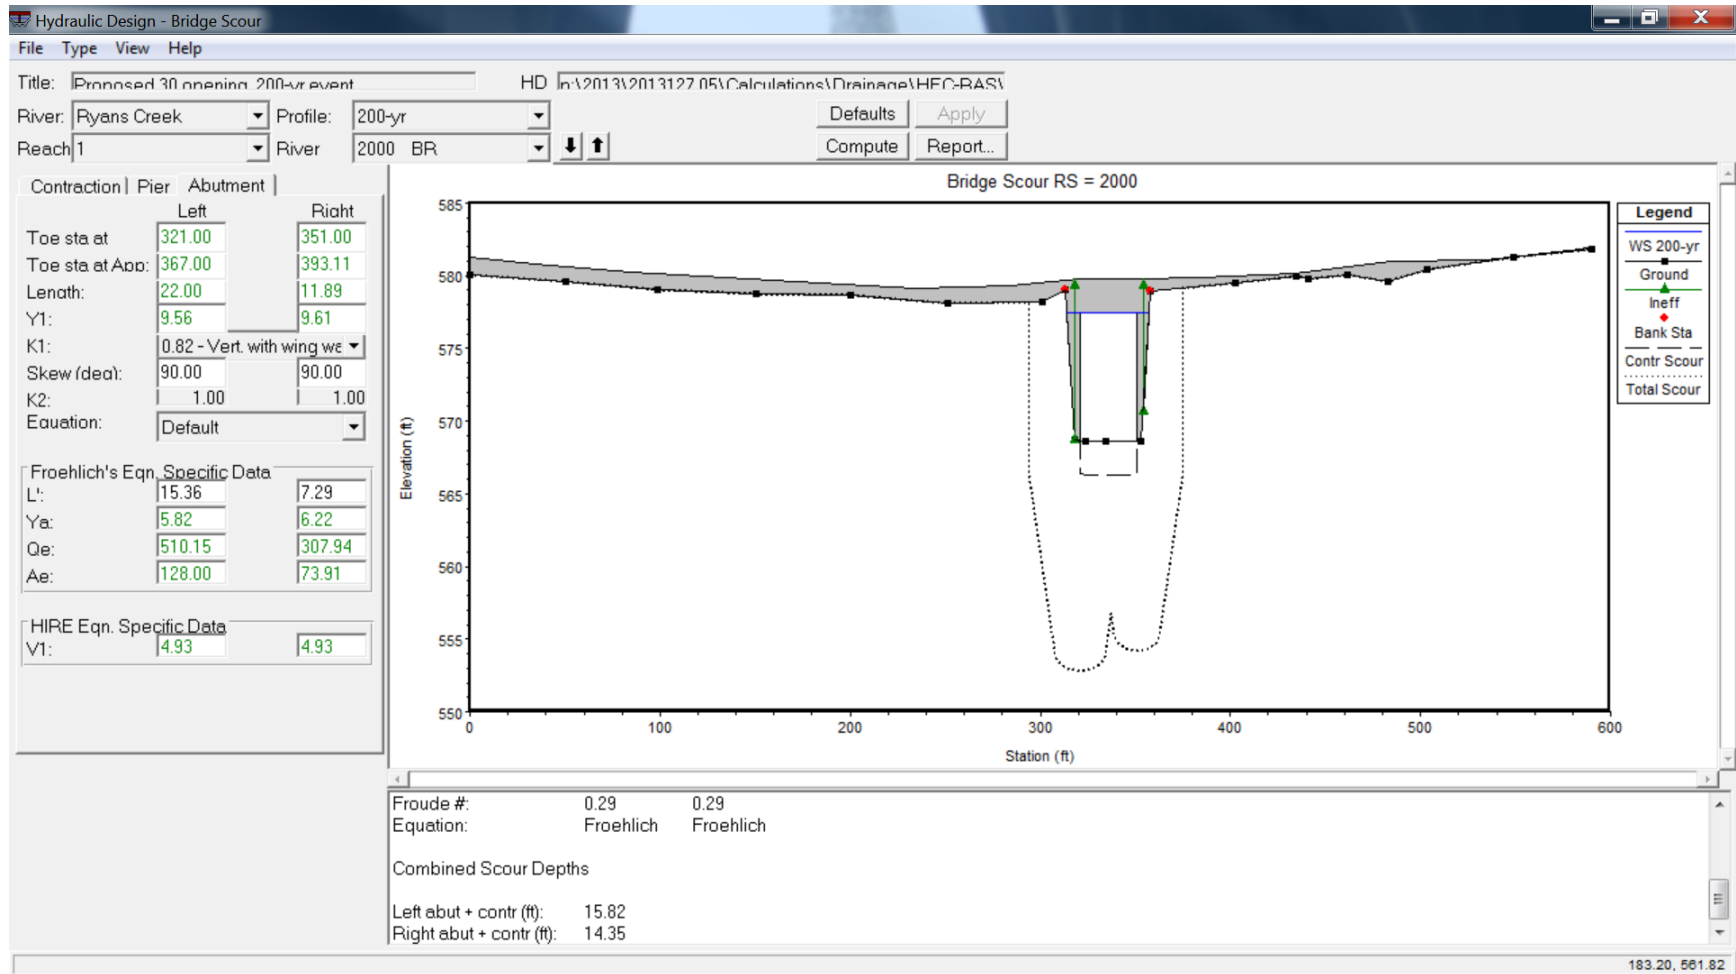 Hydraulic Design - Bridge Scour
File Type View Help
Title: Proposed 30 opening, 200-yr event HD n:\2013\2013127.05\Calculations\Drainage\HEC-RAS\
River: Ryans Creek Profile: 200-yr Defaults Apply
Reach 1 River 2000 BR Compute Report...
Contraction Pier Abutment
Left Right
Toe sta at 321.00 351.00
Toe sta at App: 367.00 393.11
Length: 22.00 11.89
Y1: 9.56 9.61
K1: 0.82 - Vert. with wing wa
Skew (deg): 90.00 90.00
K2: 1.00 1.00
Equation: Default
Froehlich's Eqn. Specific Data
L': 15.36 7.29
Ya: 5.82 6.22
Qe: 510.15 307.94
Ae: 128.00 73.91
HIRE Eqn. Specific Data
V1: 4.93 4.93
Bridge Scour RS = 2000
585
580
575
570
565
560
555
550
Elevation (ft)
0 100 200 300 400 500 600
Station (ft)
Legend
WS 200-yr
Ground
Ineff
Bank Sta
Contr Scour
Total Scour
Froude #: 0.29 0.29
Equation: Froehlich Froehlich
Combined Scour Depths
Left abut + contr (ft): 15.82
Right abut + contr (ft): 14.35
183.20, 561.82